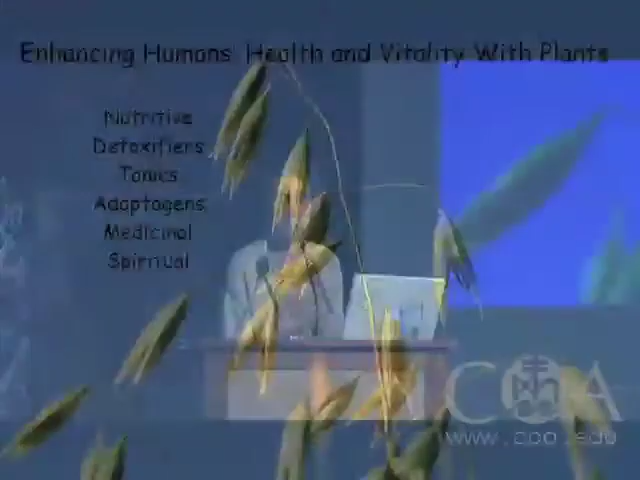 Enhancing Humans Health and Vitality With Plants
Nutritive
Detoxifiers
Tonics
Adaptogens
Medicinal
Spiritual
COA
www.coa.edu